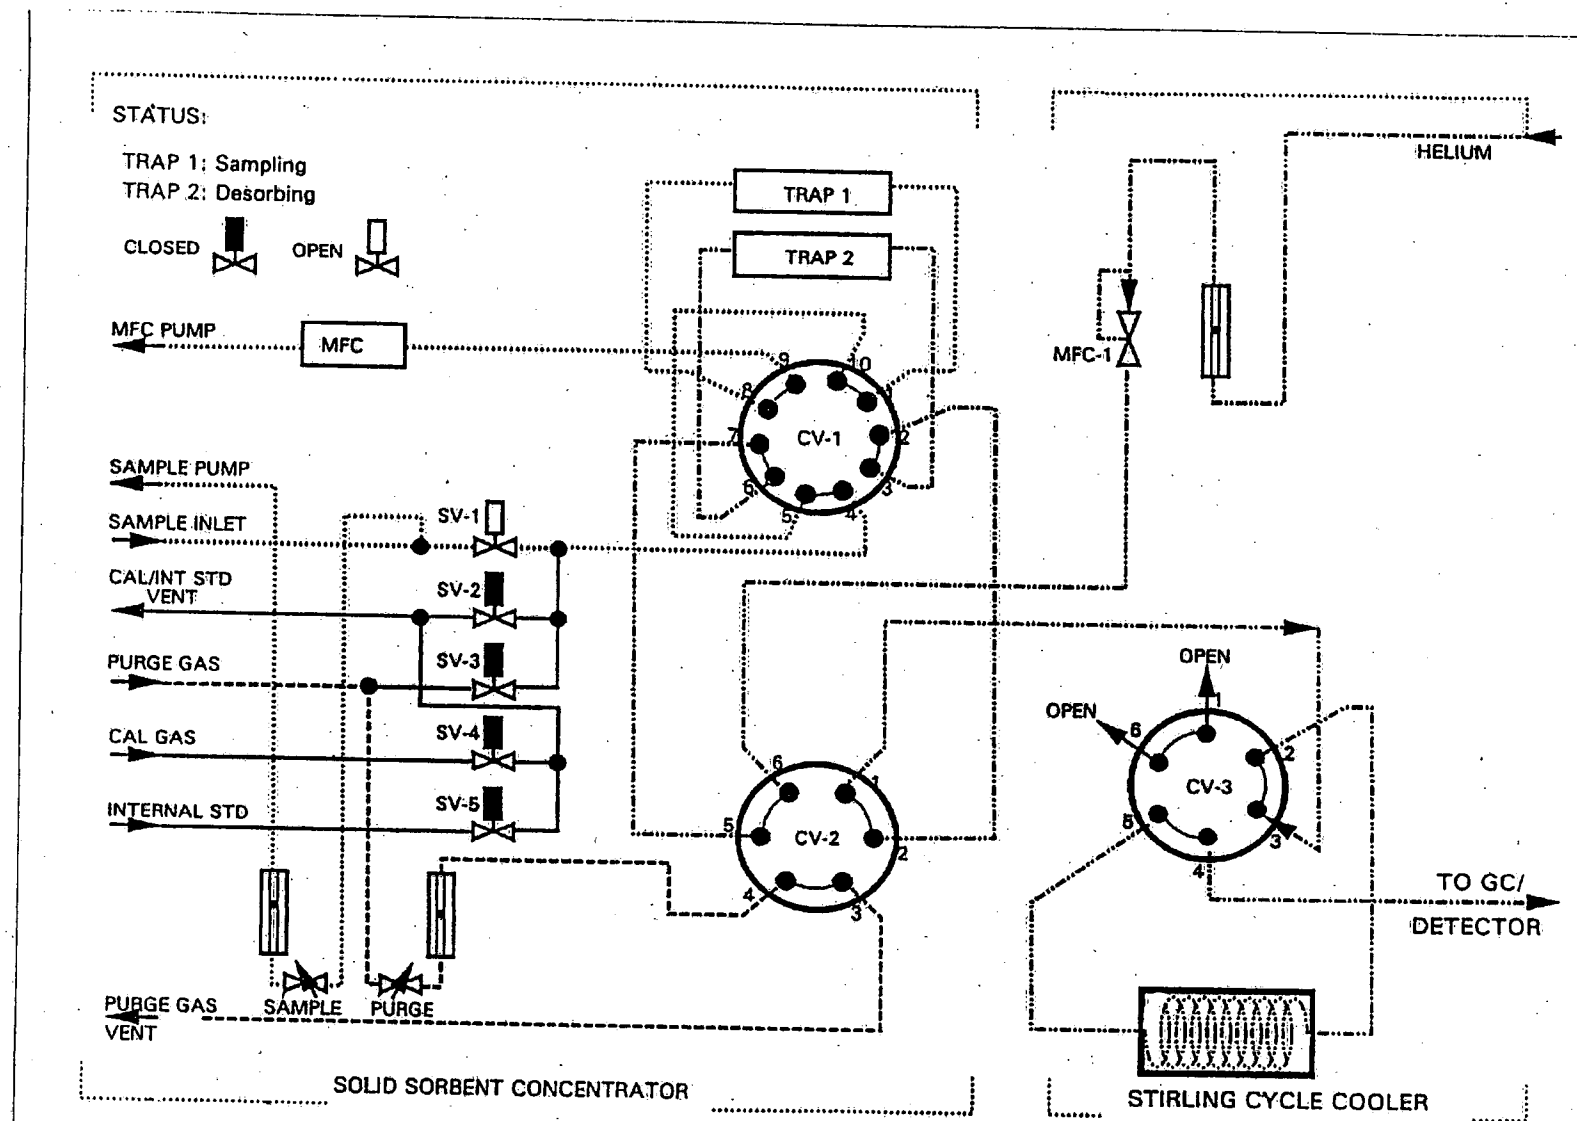 STATUS:
TRAP 1: Sampling
TRAP 2: Desorbing
CLOSED
OPEN
TRAP 1
TRAP 2
HELIUM
MFC PUMP
MFC
MFC-1
9
10
8
1
7
CV-1
2
6
5
4
3
SAMPLE PUMP
SAMPLE INLET
SV-1
CAL/INT STD
VENT
SV-2
PURGE GAS
SV-3
CAL GAS
SV-4
INTERNAL STD
SV-5
OPEN
OPEN
1
6
2
CV-3
5
3
4
6
1
5
CV-2
2
4
3
TO GC/
DETECTOR
SAMPLE
PURGE
PURGE GAS
VENT
SOLID SORBENT CONCENTRATOR
STIRLING CYCLE COOLER